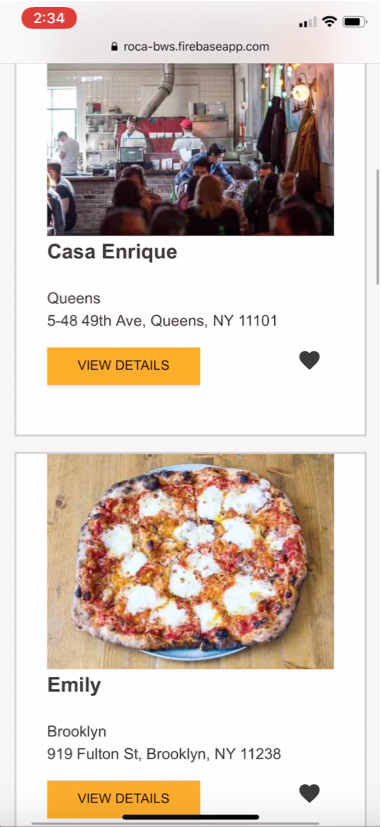 2:34
roca-bws.firebaseapp.com
Casa Enrique
Queens
5-48 49th Ave, Queens, NY 11101
VIEW DETAILS
Emily
Brooklyn
919 Fulton St, Brooklyn, NY 11238
VIEW DETAILS